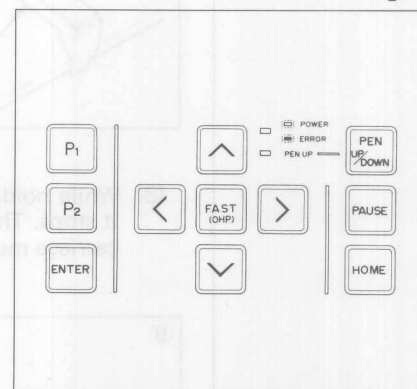 POWER
ERROR
PEN UP
P1
PEN
UP/DOWN
P2
FAST
(OHP)
PAUSE
ENTER
HOME